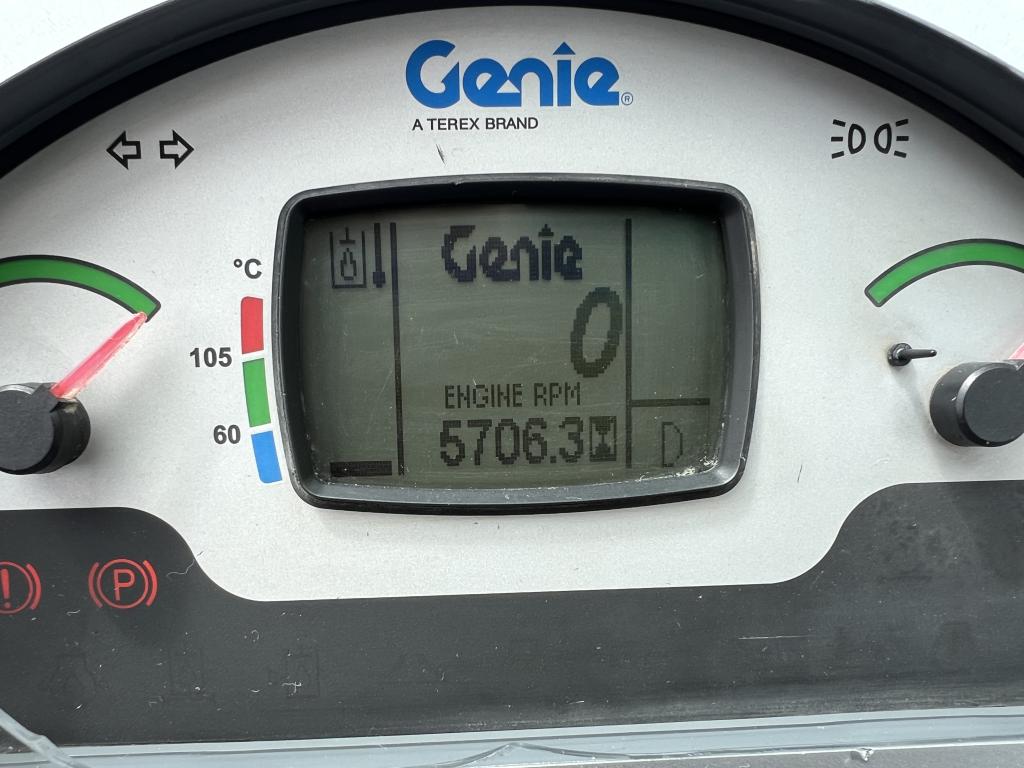 Genie®
A TEREX BRAND
°C
105
60
Genie
0
ENGINE RPM
5706.3
D
P
!